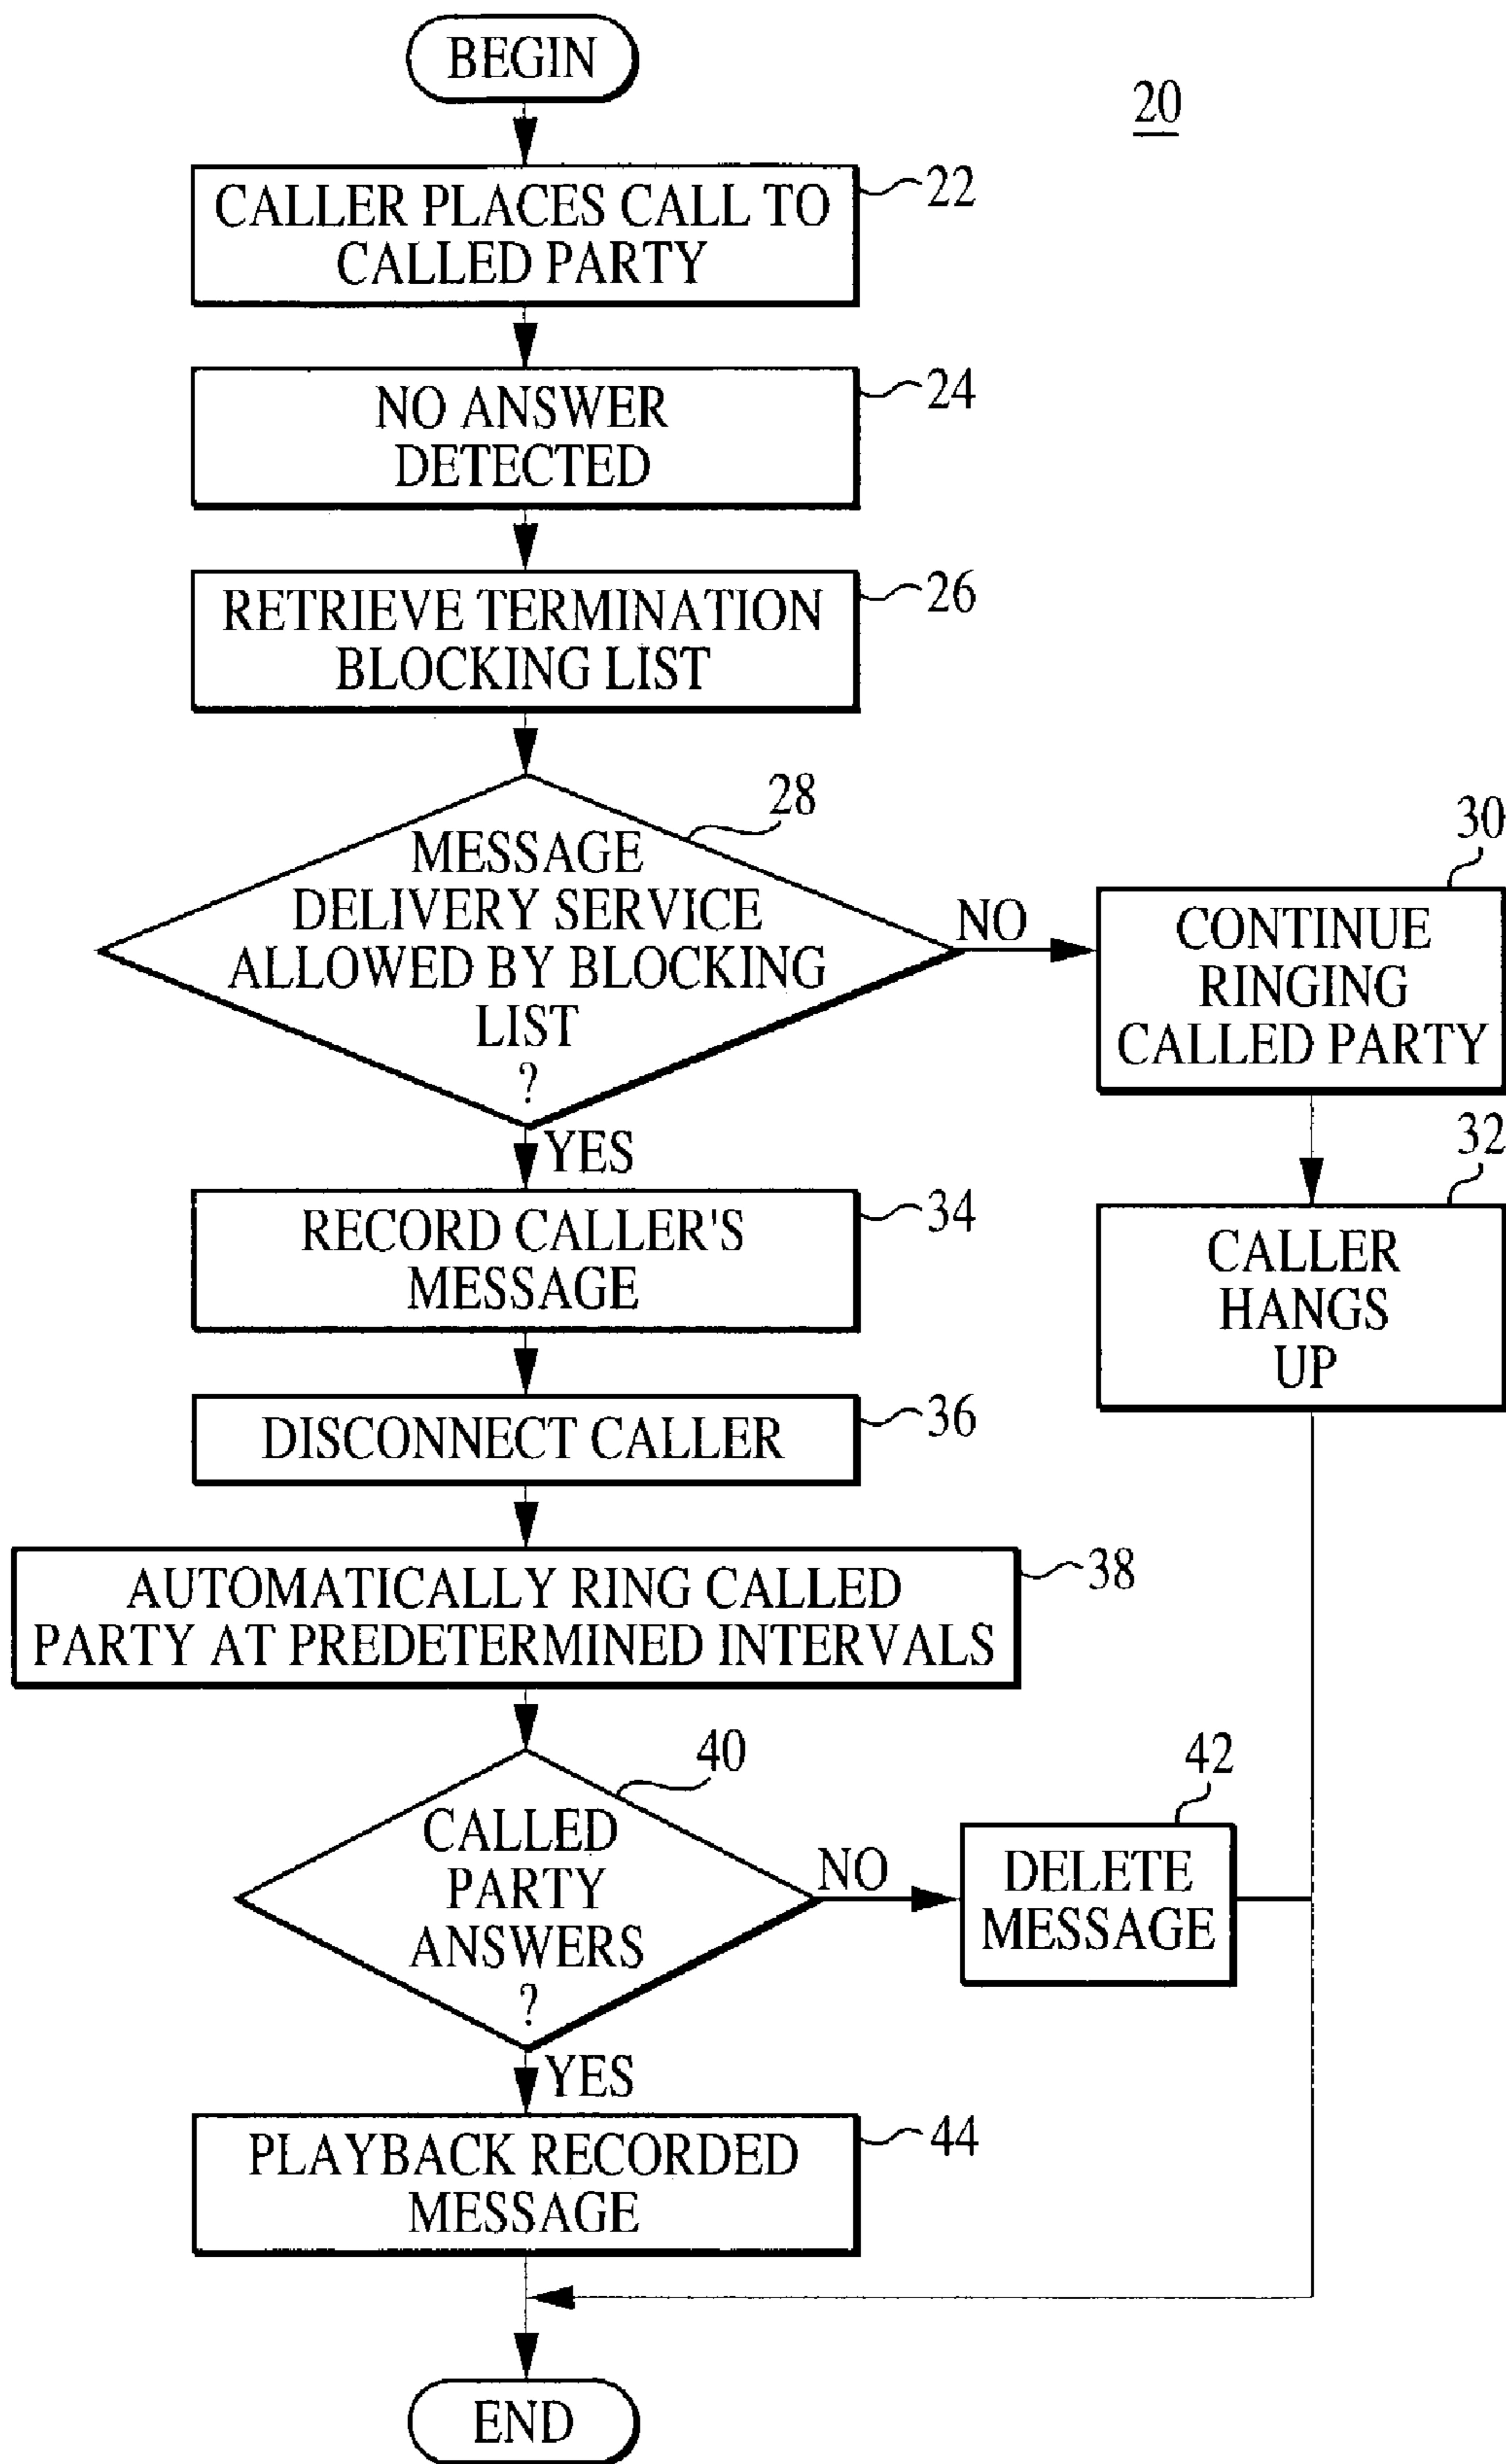 BEGIN
20
CALLER PLACES CALL TO
CALLED PARTY
22
NO ANSWER
DETECTED
24
RETRIEVE TERMINATION
BLOCKING LIST
26
28
MESSAGE
DELIVERY SERVICE
ALLOWED BY BLOCKING
LIST
?
NO
30
CONTINUE
RINGING
CALLED PARTY
32
CALLER
HANGS
UP
YES
RECORD CALLER'S
MESSAGE
34
DISCONNECT CALLER
36
AUTOMATICALLY RING CALLED
PARTY AT PREDETERMINED INTERVALS
38
40
CALLED
PARTY
ANSWERS
?
NO
42
DELETE
MESSAGE
YES
PLAYBACK RECORDED
MESSAGE
44
END